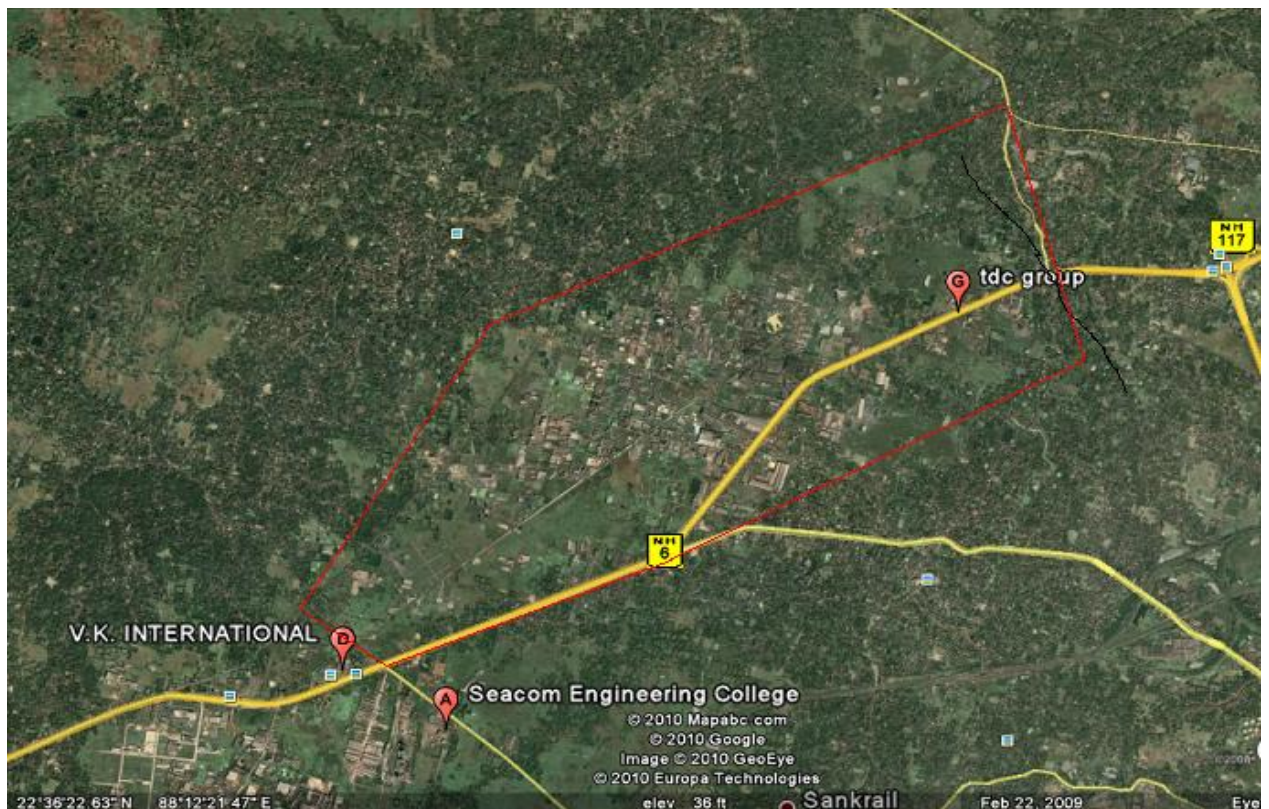 NH
117
G
tdc group
NH
6
V.K. INTERNATIONAL
D
A
Seacom Engineering College
© 2010 Mapabc.com
© 2010 Google
Image © 2010 GeoEye
© 2010 Europa Technologies
©2009
22°36'22.63" N 88°12'21.47" E
elev 36 ft
Sankrail
Feb 22, 2009
Eye